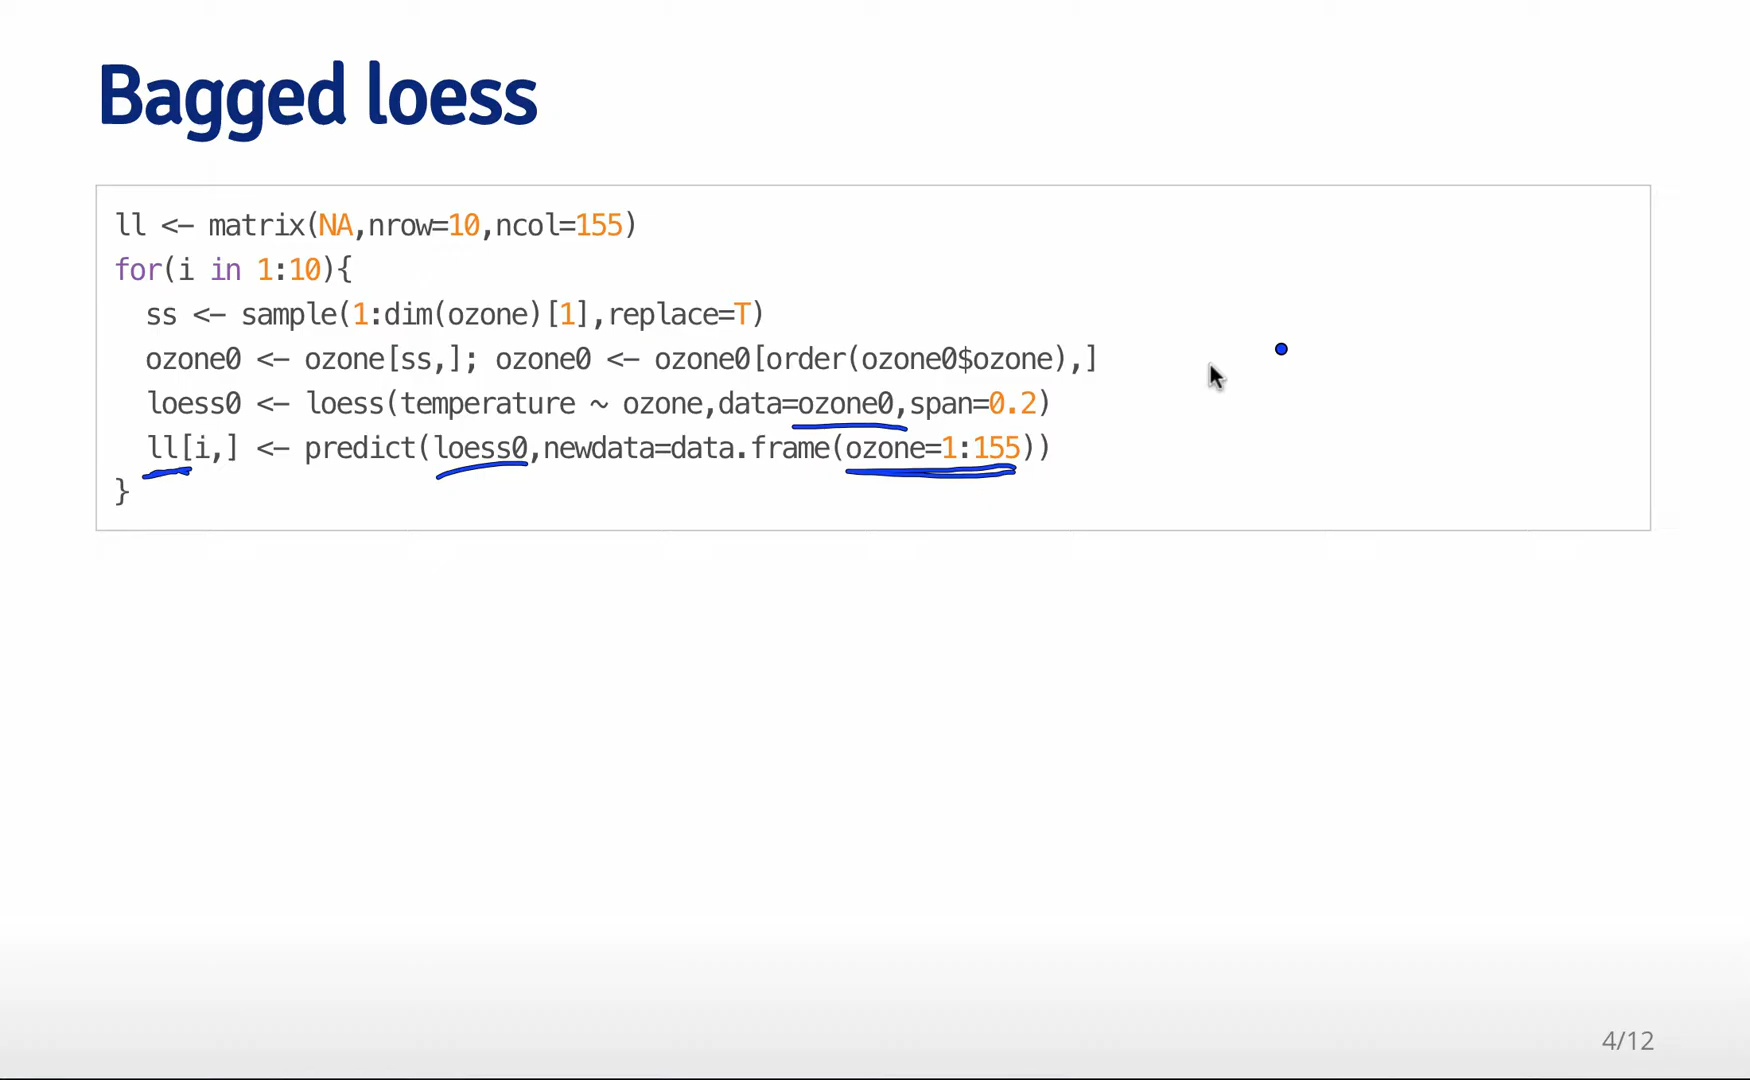 Bagged loess
ll <- matrix(NA,nrow=10,ncol=155)
for(i in 1:10){
  ss <- sample(1:dim(ozone)[1],replace=T)
  ozone0 <- ozone[ss,]; ozone0 <- ozone0[order(ozone0$ozone),]
  loess0 <- loess(temperature ~ ozone,data=ozone0,span=0.2)
  ll[i,] <- predict(loess0,newdata=data.frame(ozone=1:155))
}
4/12